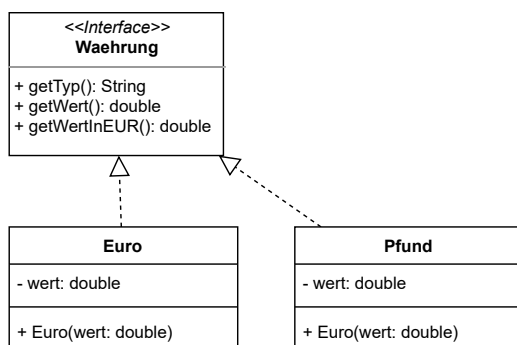 <<Interface>>
Waehrung
+ getTyp(): String
+ getWert(): double
+ getWertInEUR(): double
Euro
- wert: double
+ Euro(wert: double)
Pfund
- wert: double
+ Euro(wert: double)